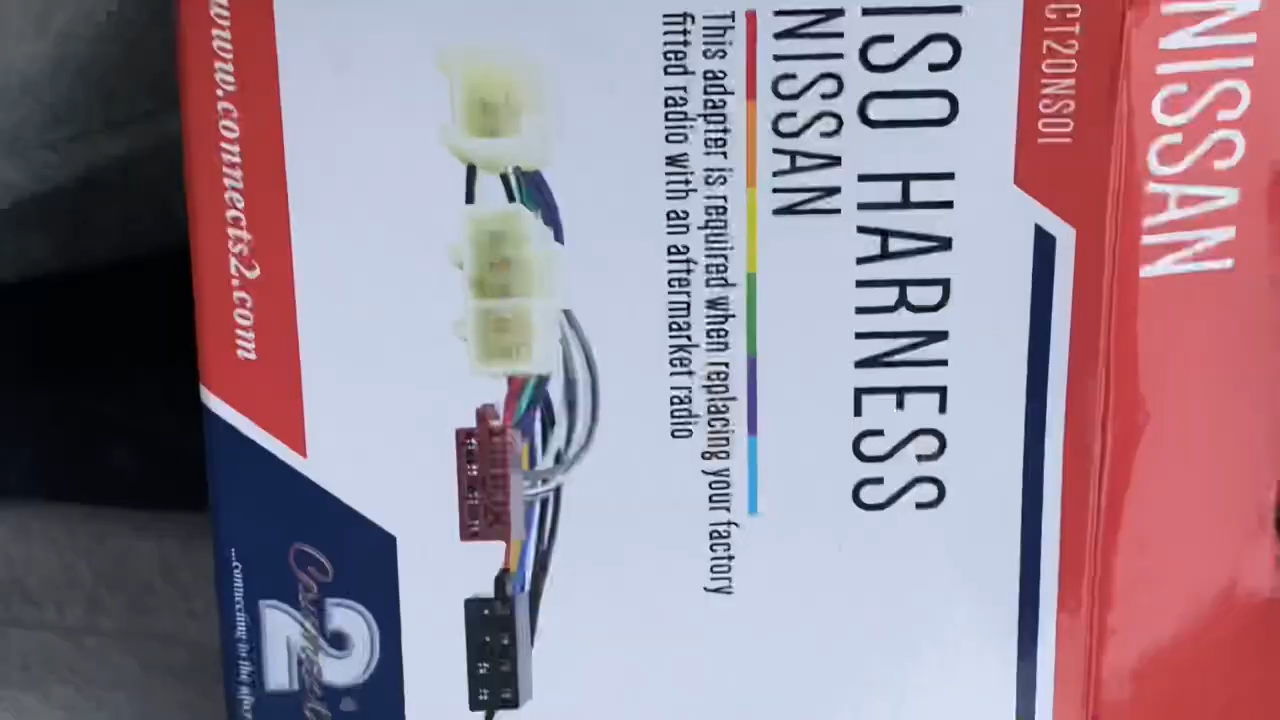 NISSAN
CT20NS01
ISO HARNESS
NISSAN
This adapter is required when replacing your factory
fitted radio with an aftermarket radio
www.connects2.com
2
...connecting to the